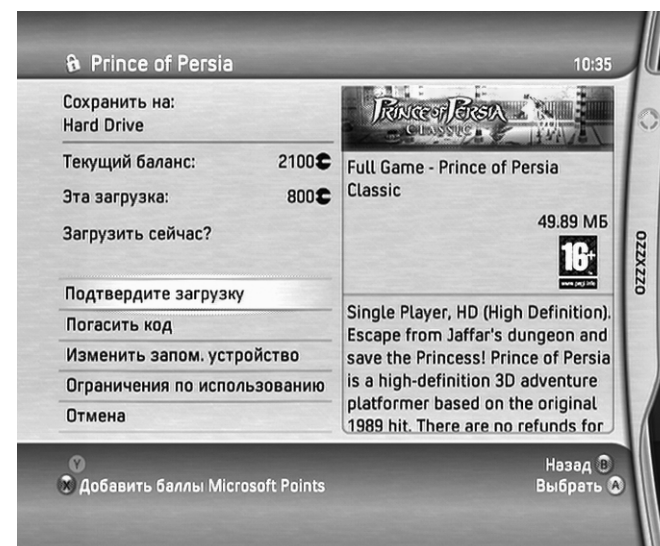 Prince of Persia 10:35
Сохранить на:
Hard Drive
Текущий баланс: 2100
Эта загрузка: 800
Загрузить сейчас?
Подтвердите загрузку
Погасить код
Изменить запом. устройство
Ограничения по использованию
Отмена
PRINCE OF PERSIA
CLASSIC
Full Game - Prince of Persia
Classic
49.89 МБ
16+
www.pegi.info
Single Player, HD (High Definition).
Escape from Jaffar's dungeon and
save the Princess! Prince of Persia
is a high-definition 3D adventure
platformer based on the original
1989 hit. There are no refunds for
ozzxzzo
Y
X Добавить баллы Microsoft Points
Назад B
Выбрать A